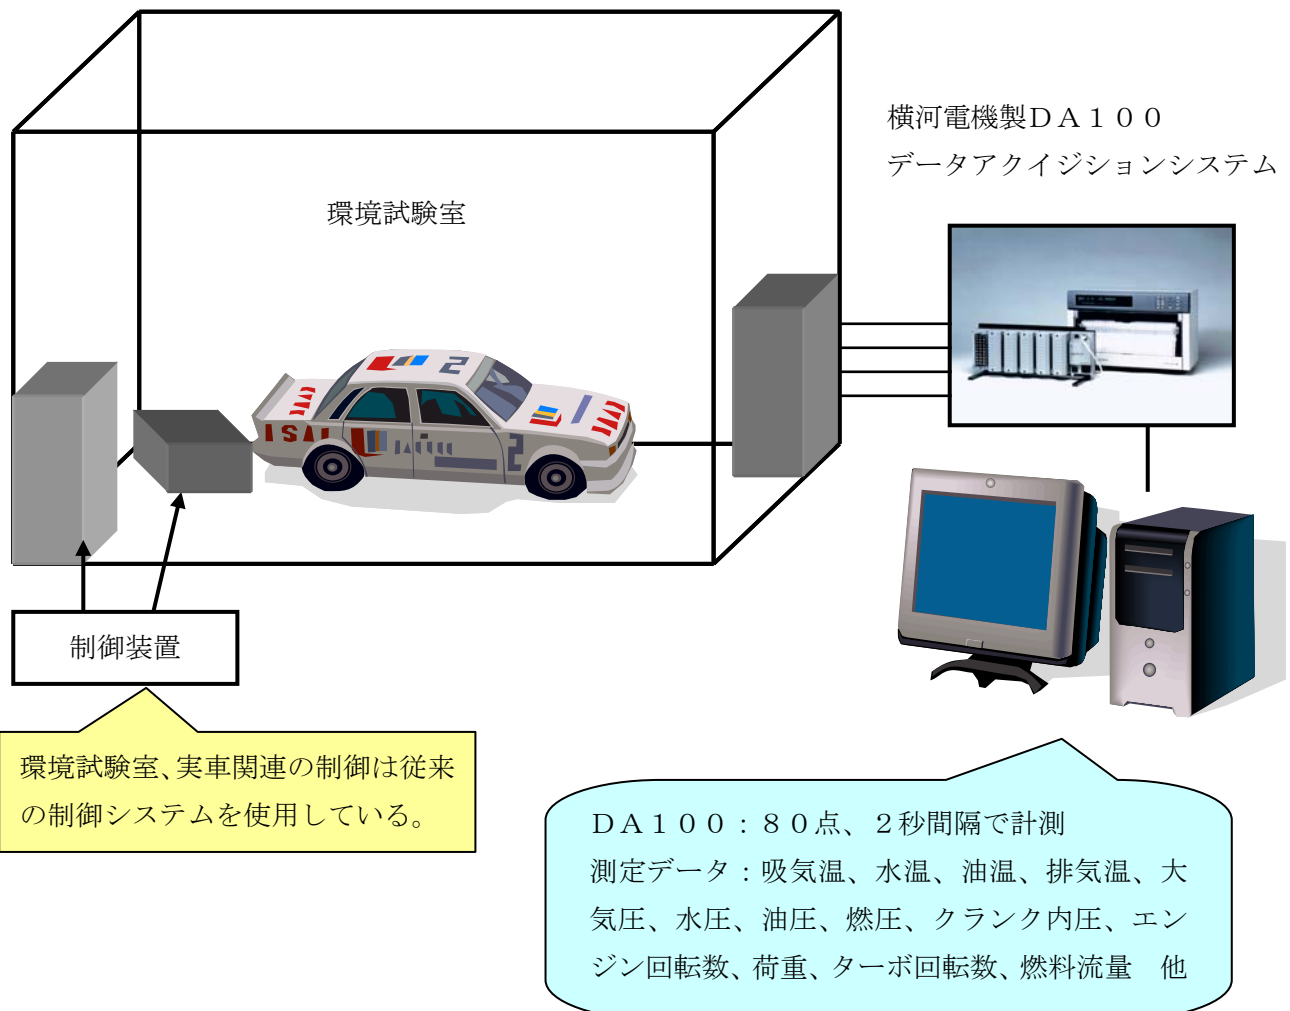 横河電機製ＤＡ１００
データアクイジションシステム
環境試験室
2
2
制御装置
環境試験室、実車関連の制御は従来
の制御システムを使用している。
ＤＡ１００：８０点、２秒間隔で計測
測定データ：吸気温、水温、油温、排気温、大
気圧、水圧、油圧、燃圧、クランク内圧、エン
ジン回転数、荷重、ターボ回転数、燃料流量　他